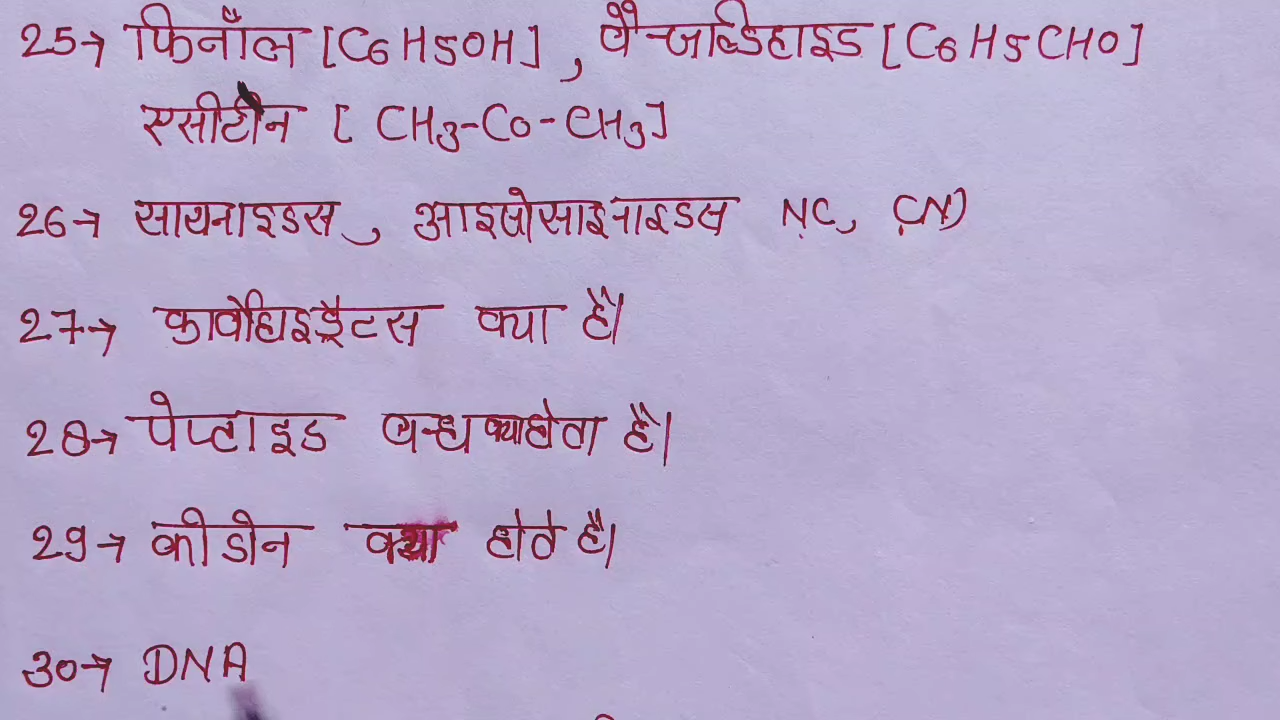 25→ फिनॉल [C6H5OH], बैन्जल्डिहाइड [C6H5CHO]
एसीटोन [CH3-CO-CH3]
26→ सायनाइडस, आइसोसाइनाइडस NC, CN)
27→ कार्बोहाइड्रेटस क्या है।
28→ पेप्टाइड बन्ध क्या होता है।
29→ कोडोन क्या होते है।
30→ DNA